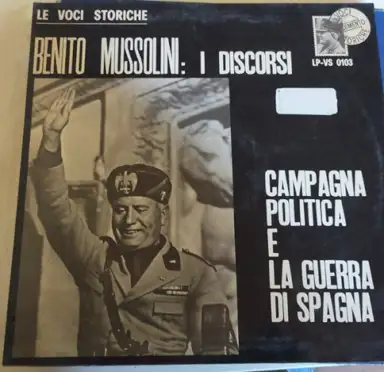 LE VOCI STORICHE
BENITO MUSSOLINI: I DISCORSI
LP-VS 0103
CAMPAGNA
POLITICA
E
LA GUERRA
DI SPAGNA